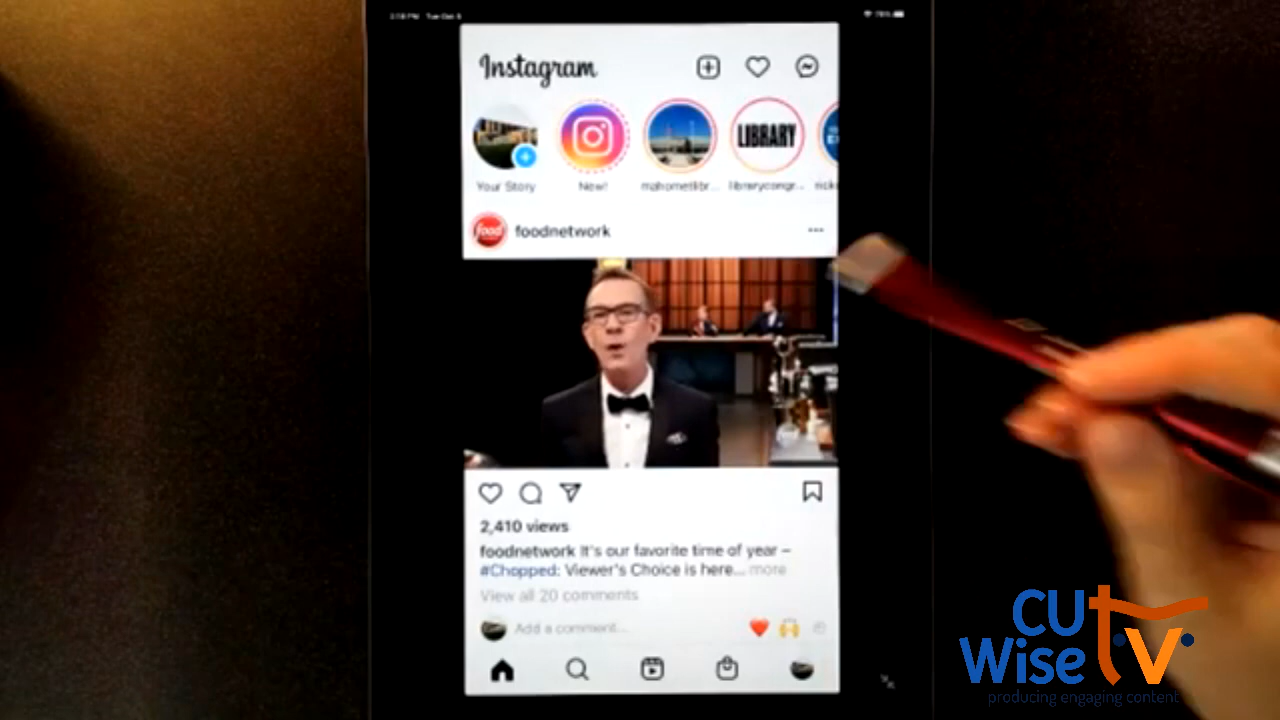 Instagram
Your Story
New!
mahometlibr...
librarycongr...
LIBRARY
food
foodnetwork
2,410 views
foodnetwork It's our favorite time of year –
#Chopped: Viewer's Choice is here... more
View all 20 comments
Add a comment...
CU
Wise
tv
producing engaging content